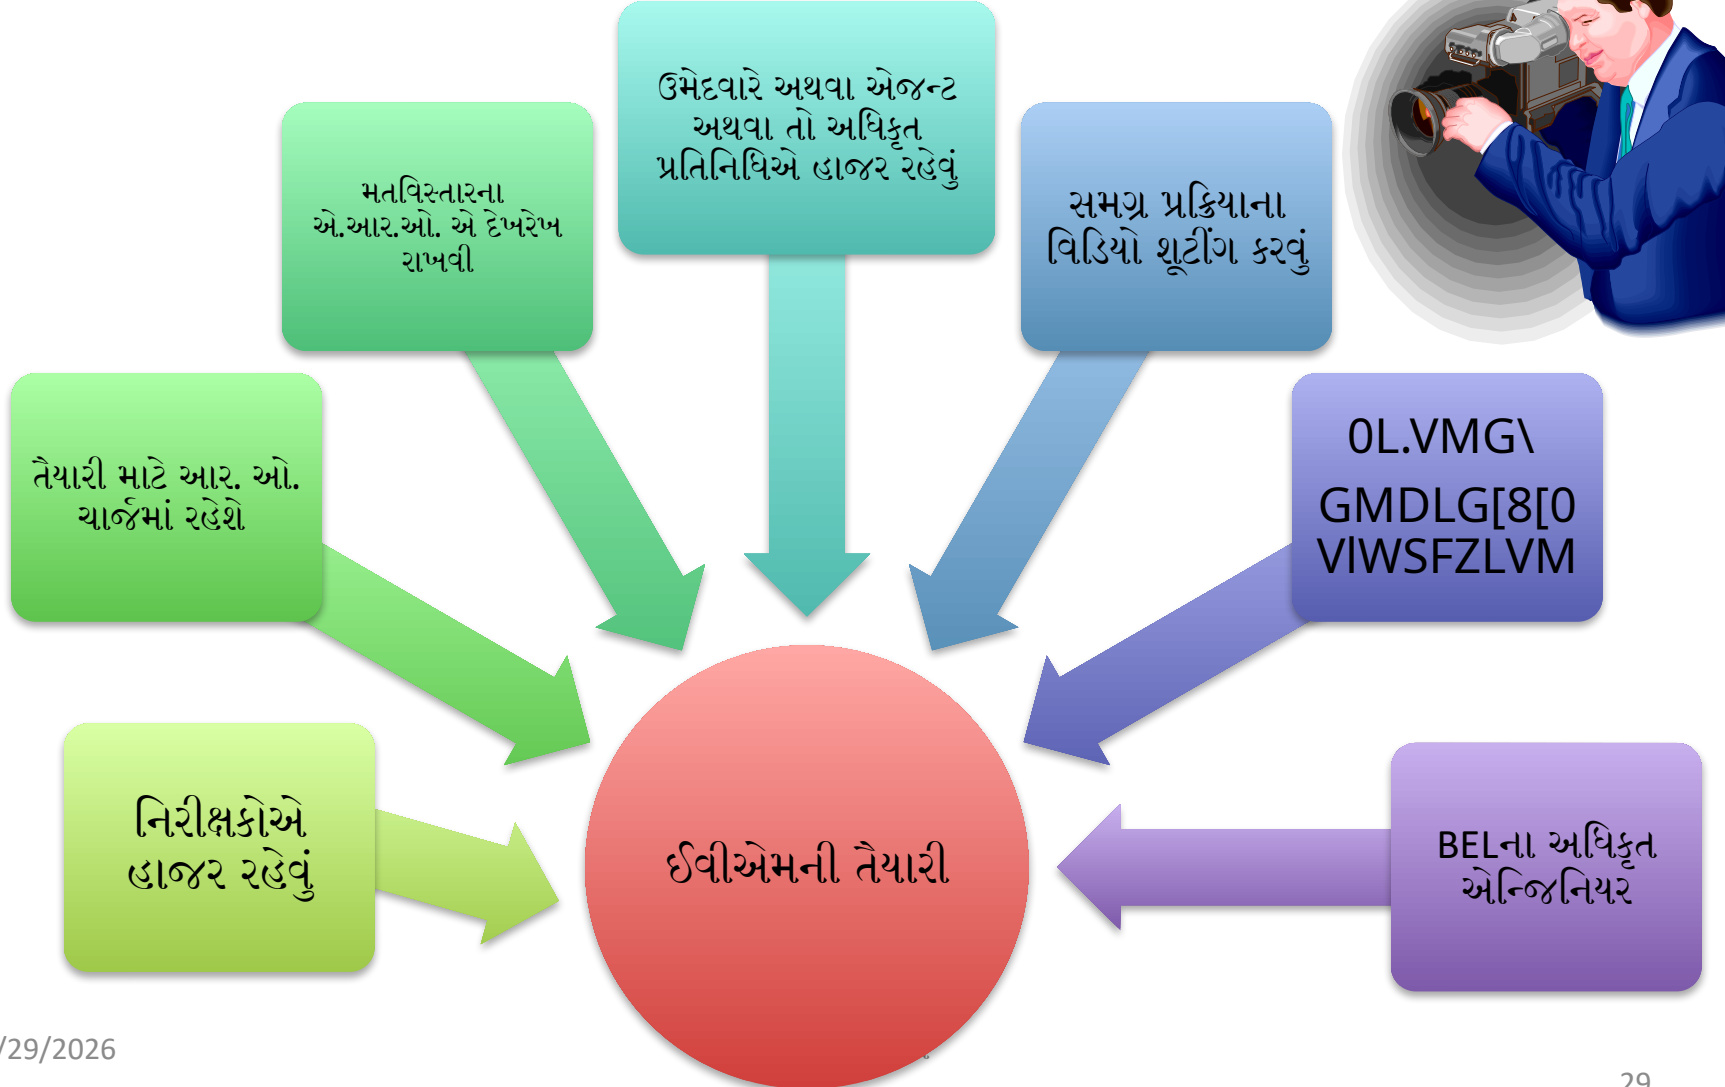 ઉમેદવારે અથવા એજન્ટ
અથવા તો અધિકૃત
પ્રતિનિધિએ હાજર રહેવું
મતવિસ્તારના
એ.આર.ઓ. એ દેખરેખ
રાખવી
સમગ્ર પ્રક્રિયાના
વિડિયો શૂટીંગ કરવું
તૈયારી માટે આર. ઓ.
ચાર્જમાં રહેશે
0L.VMG\
GMDLG[8[0
VlWSFZLVM
નિરીક્ષકોએ
હાજર રહેવું
ઈવીએમની તૈયારી
BELના અધિકૃત
એન્જિનિયર
/29/2026
29